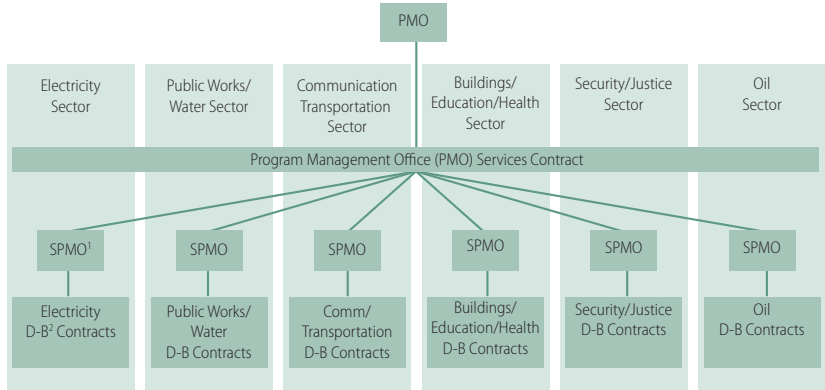 PMO
Electricity
Sector
Public Works/
Water Sector
Communication
Transportation
Sector
Buildings/
Education/Health
Sector
Security/Justice
Sector
Oil
Sector
Program Management Office (PMO) Services Contract
SPMO¹
SPMO
SPMO
SPMO
SPMO
SPMO
Electricity
D-B² Contracts
Public Works/
Water
D-B Contracts
Comm/
Transportation
D-B Contracts
Buildings/
Education/Health
D-B Contracts
Security/Justice
D-B Contracts
Oil
D-B Contracts